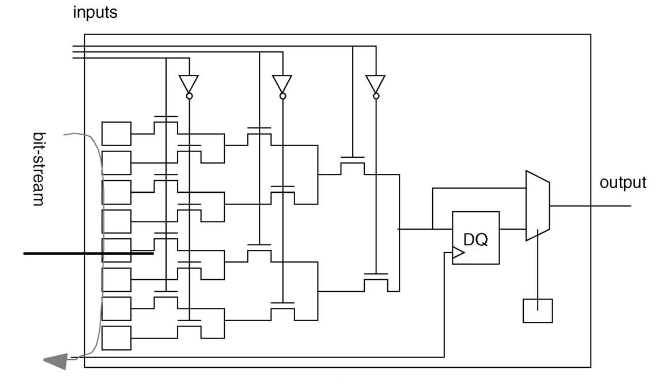 inputs
bit-stream
output
DQ